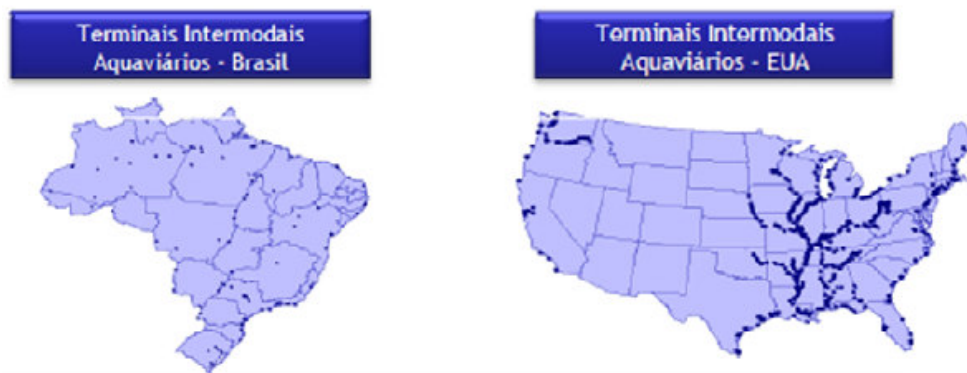 Terminais Intermodais
Aquaviários - Brasil
Terminais Intermodais
Aquaviários - EUA